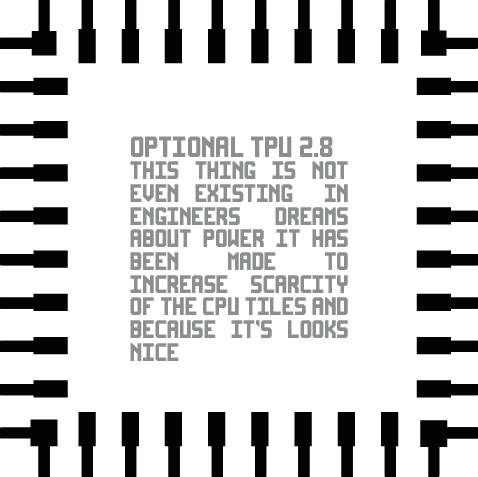 OPTIONAL TPU 2.8
THIS THING IS NOT
EVEN EXISTING IN
ENGINEERS DREAMS
ABOUT POWER IT HAS
BEEN MADE TO
INCREASE SCARCITY
OF THE CPU TILES AND
BECAUSE IT'S LOOKS
NICE